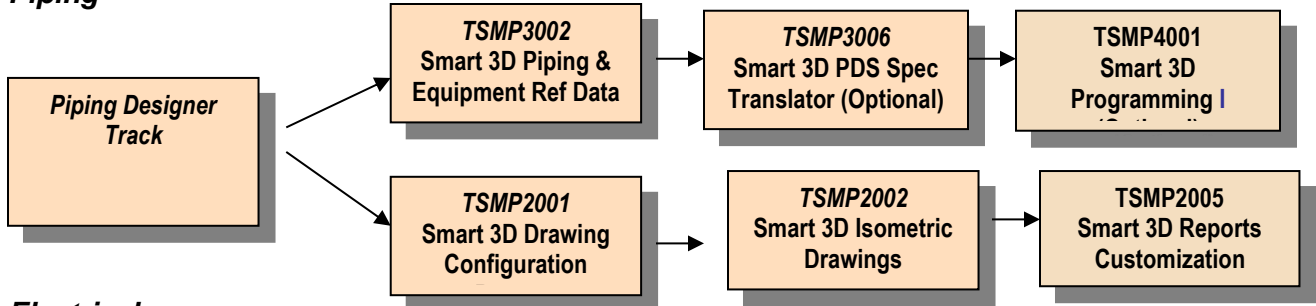 Piping
TSMP3002
Smart 3D Piping &
Equipment Ref Data
TSMP3006
Smart 3D PDS Spec
Translator (Optional)
TSMP4001
Smart 3D
Programming I
Piping Designer
Track
TSMP2001
Smart 3D Drawing
Configuration
TSMP2002
Smart 3D Isometric
Drawings
TSMP2005
Smart 3D Reports
Customization